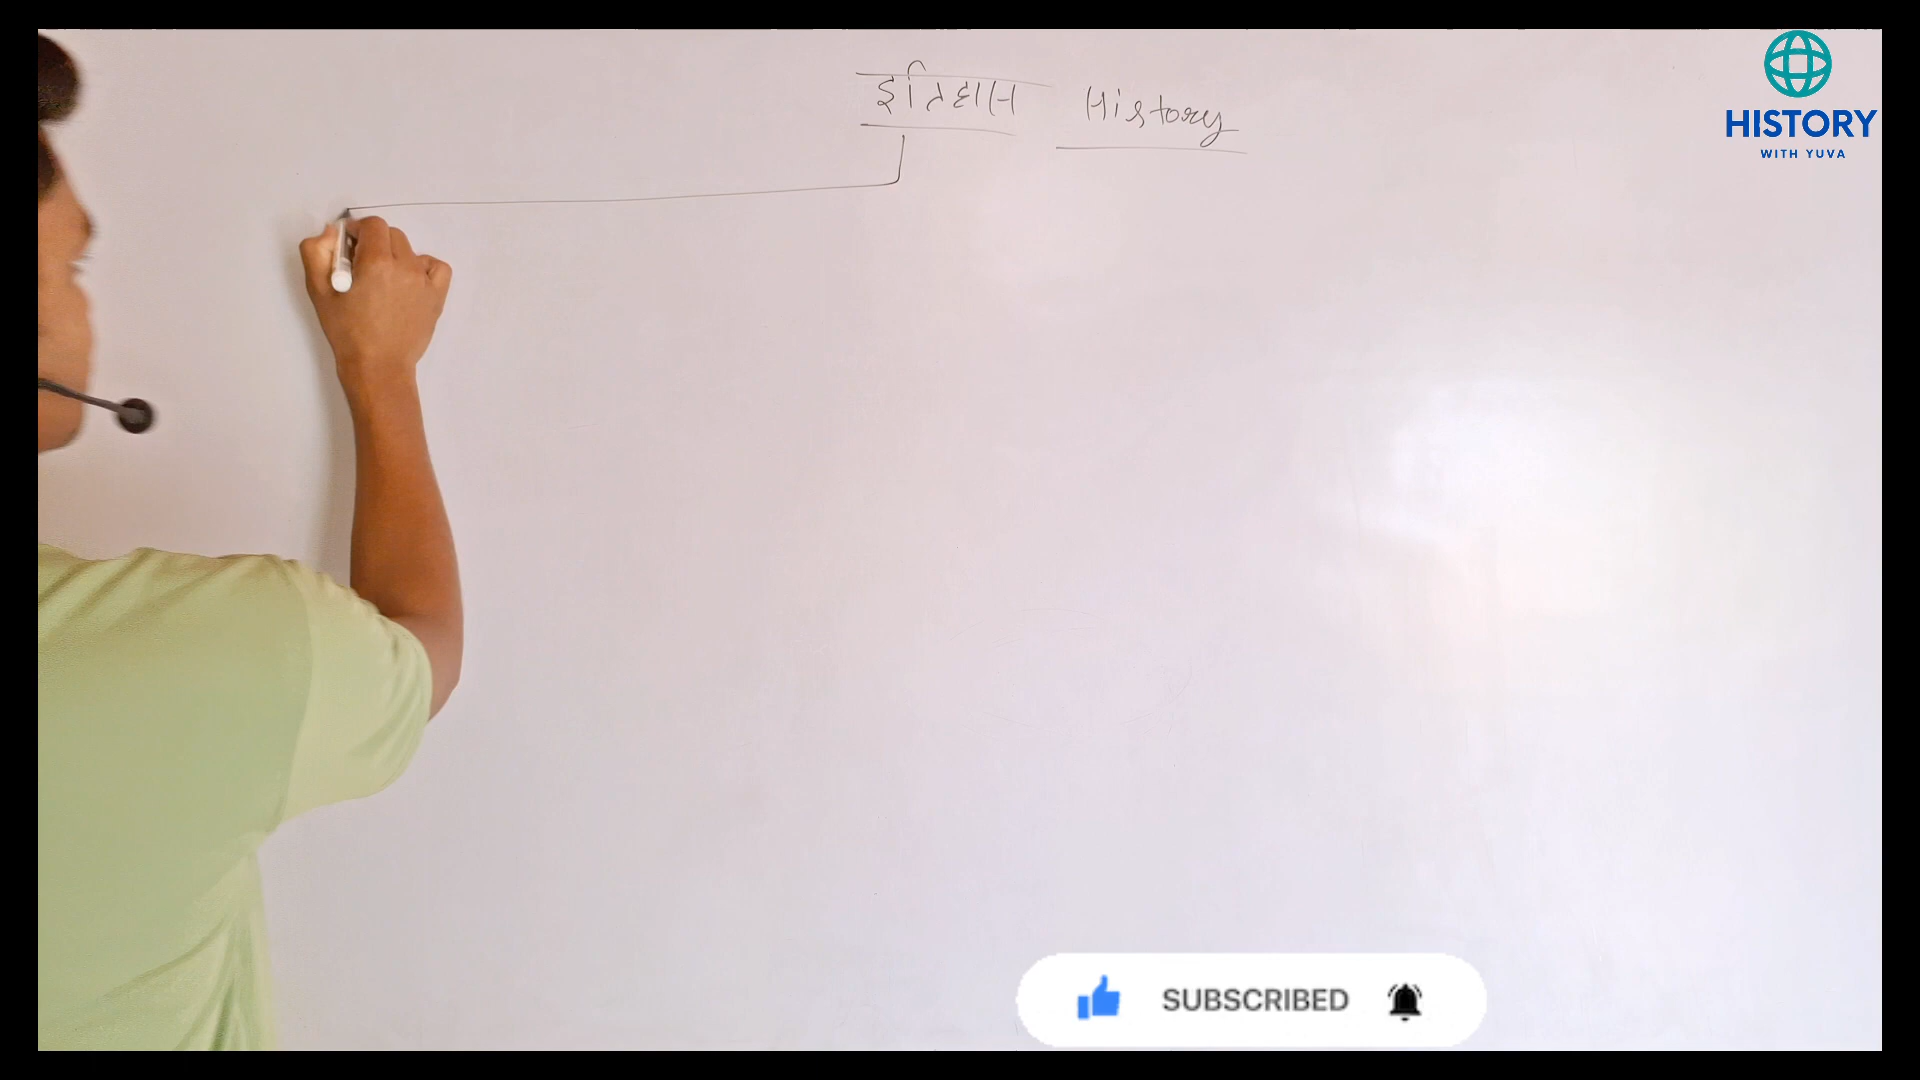 इतिहास History
HISTORY
WITH YUVA
SUBSCRIBED